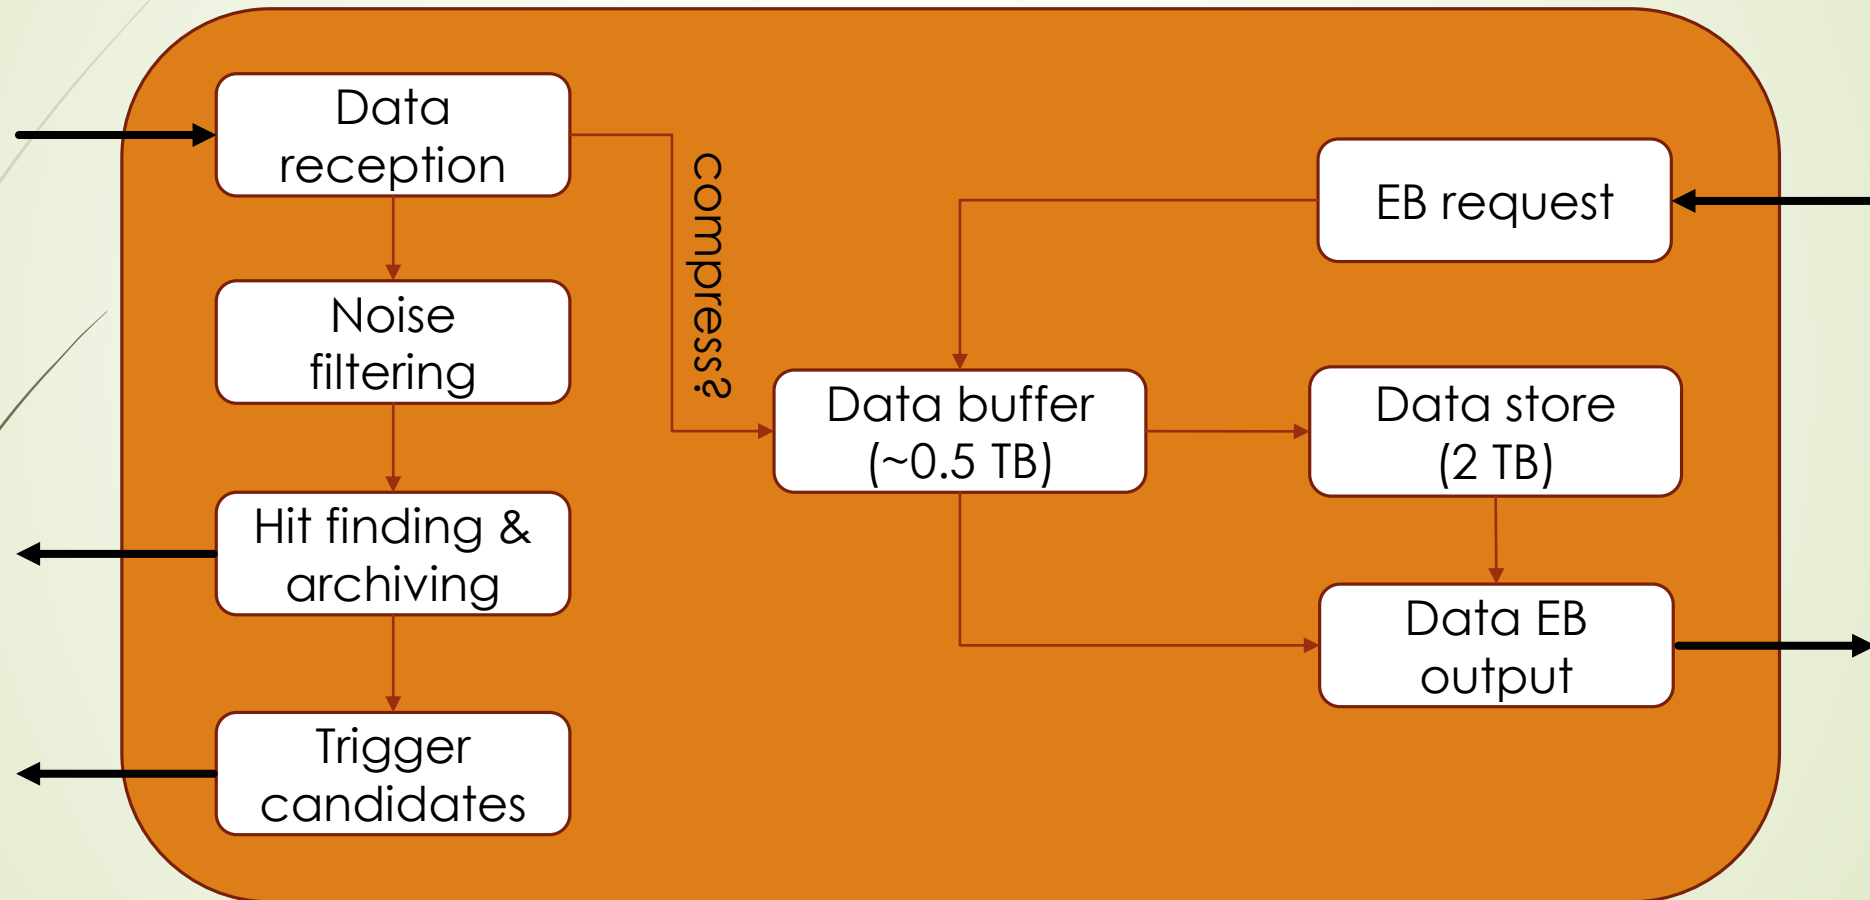 Data
reception
Noise
filtering
Hit finding &
archiving
Trigger
candidates
compress?
Data buffer
(~0.5 TB)
EB request
Data store
(2 TB)
Data EB
output